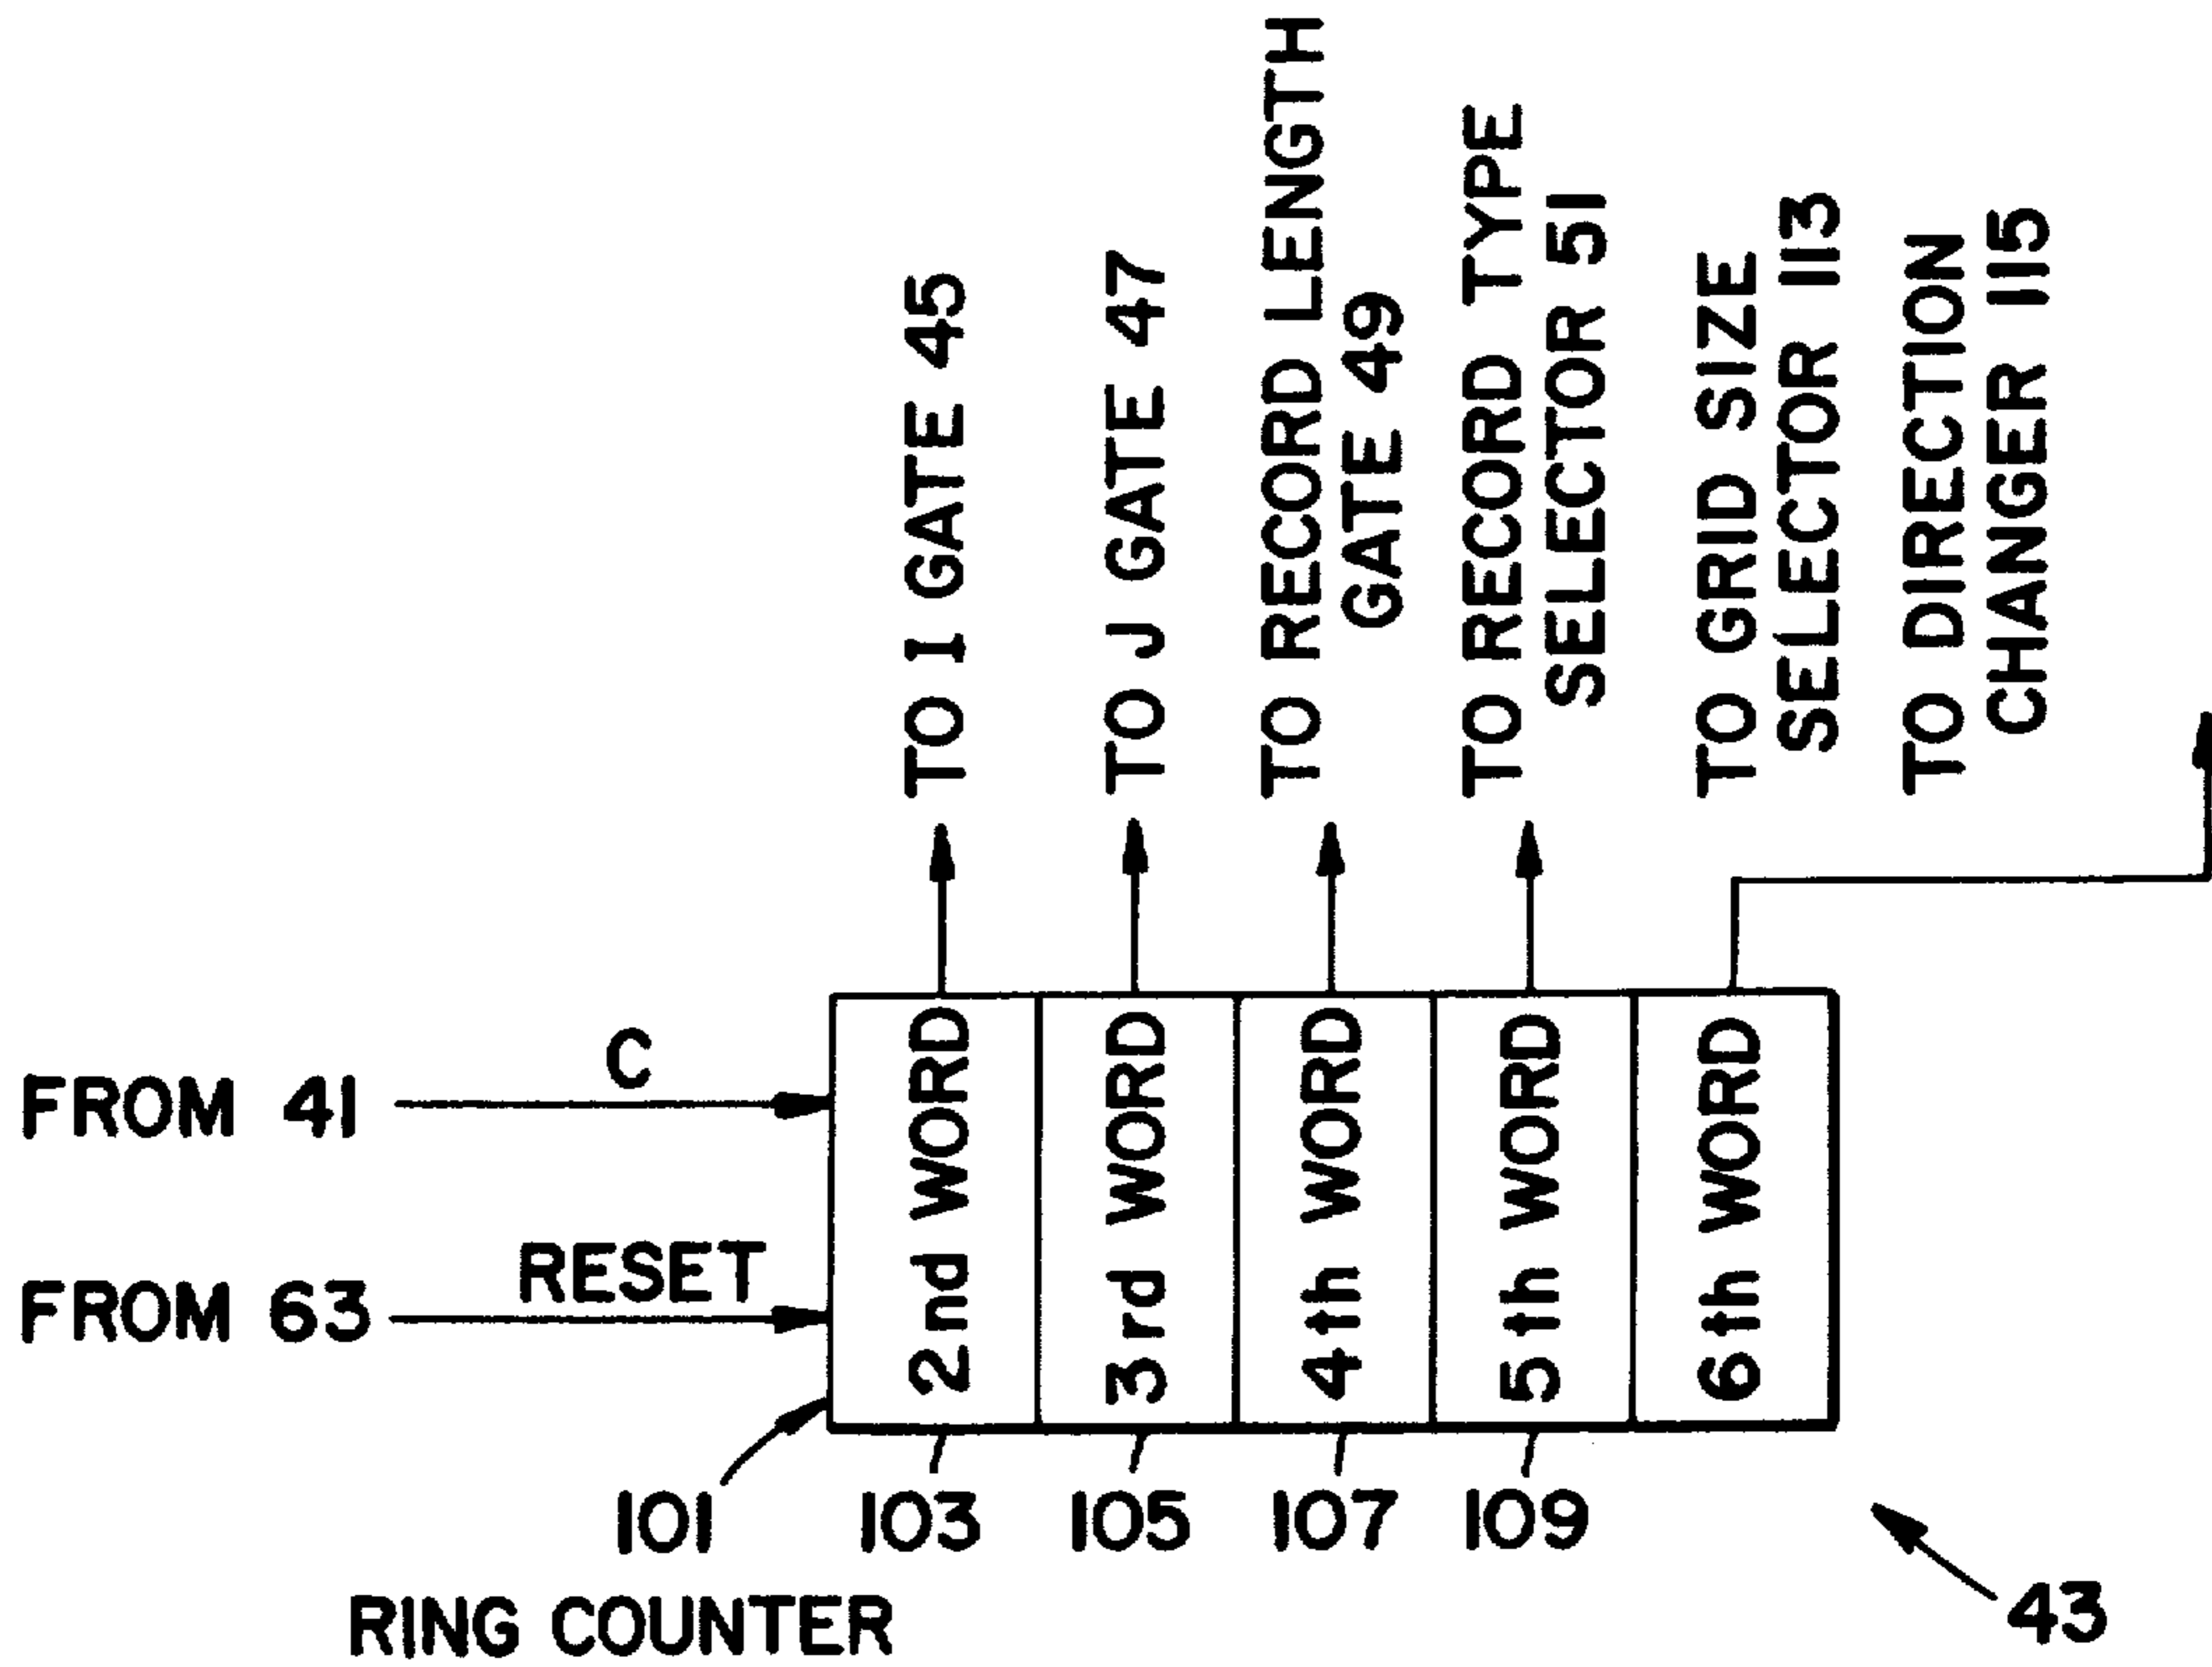 TO I GATE 45
TO J GATE 47
TO RECORD LENGTH
GATE 49
TO RECORD TYPE
SELECTOR 51
TO GRID SIZE
SELECTOR 113
TO DIRECTION
CHANGER 115
FROM 41
C
FROM 63
RESET
2nd WORD
3rd WORD
4th WORD
5th WORD
6th WORD
101
103
105
107
109
RING COUNTER
43